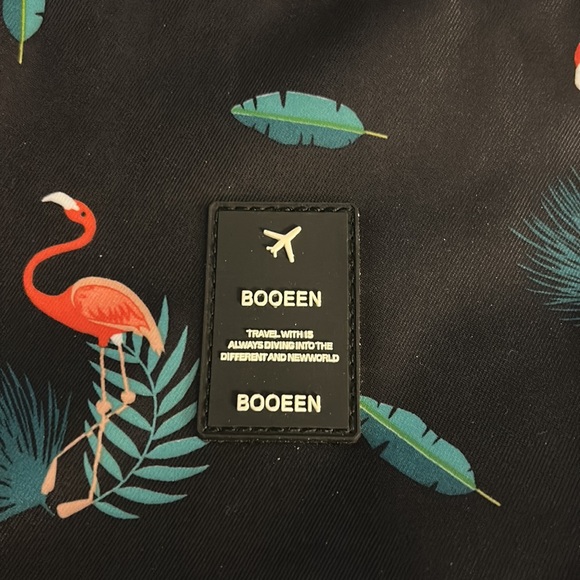 BOOEEN
TRAVEL WITH IS
ALWAYS DIVING INTO THE
DIFFERENT AND NEWWORLD
BOOEEN